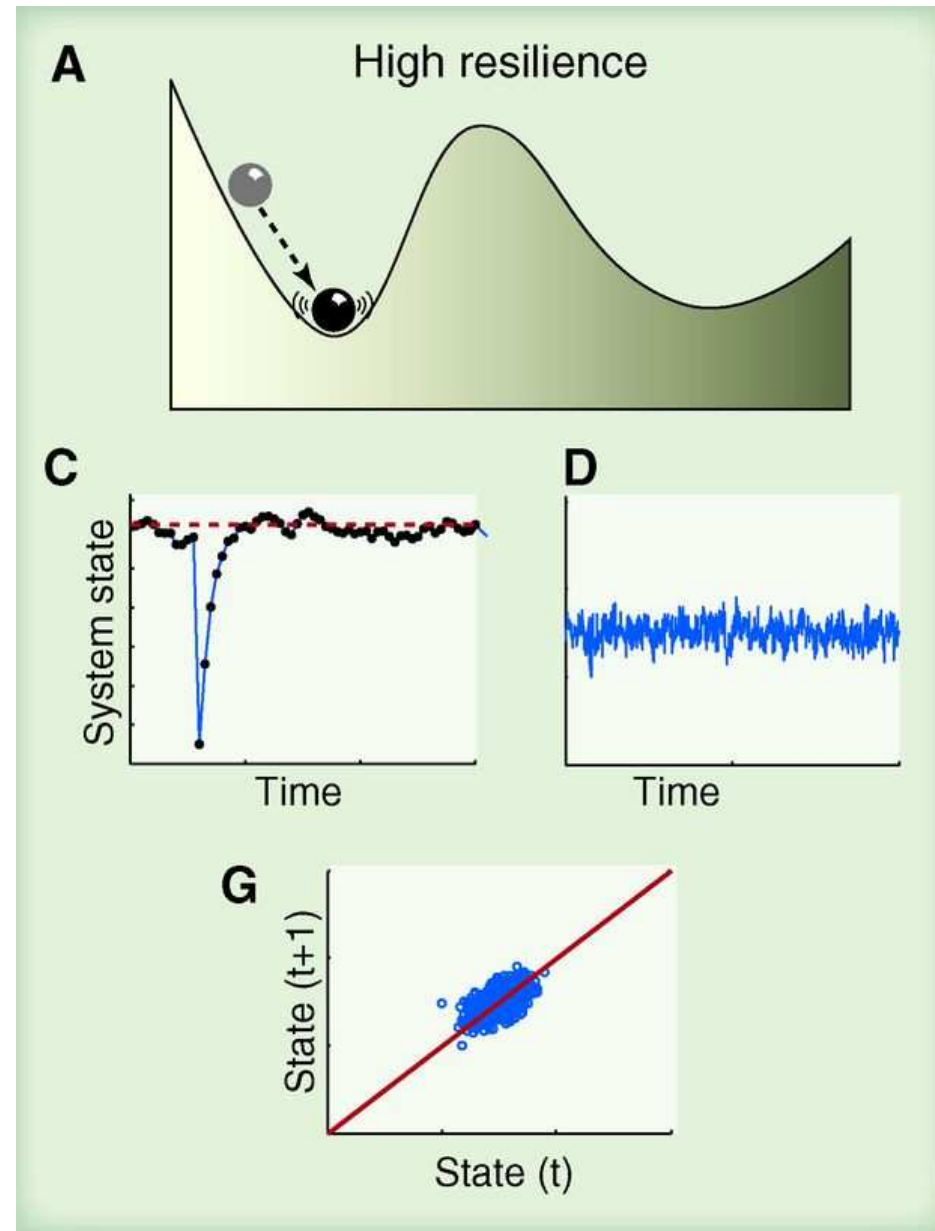 A
High resilience
C
D
System state
Time
Time
G
State (t+1)
State (t)